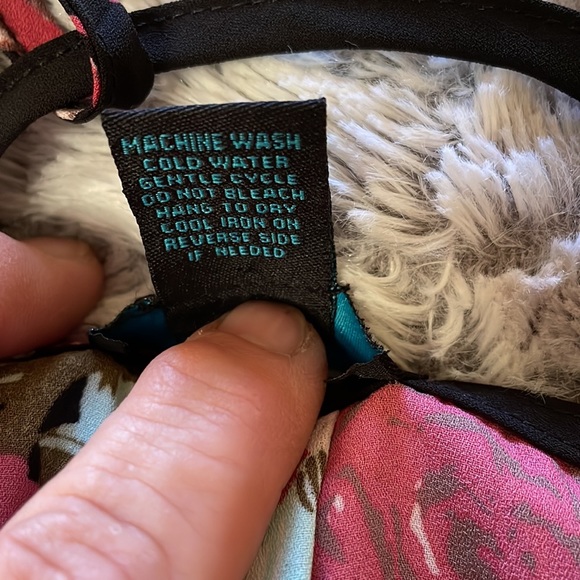 MACHINE WASH
COLD WATER
GENTLE CYCLE
DO NOT BLEACH
HANG TO DRY
COOL IRON ON
REVERSE SIDE
IF NEEDED